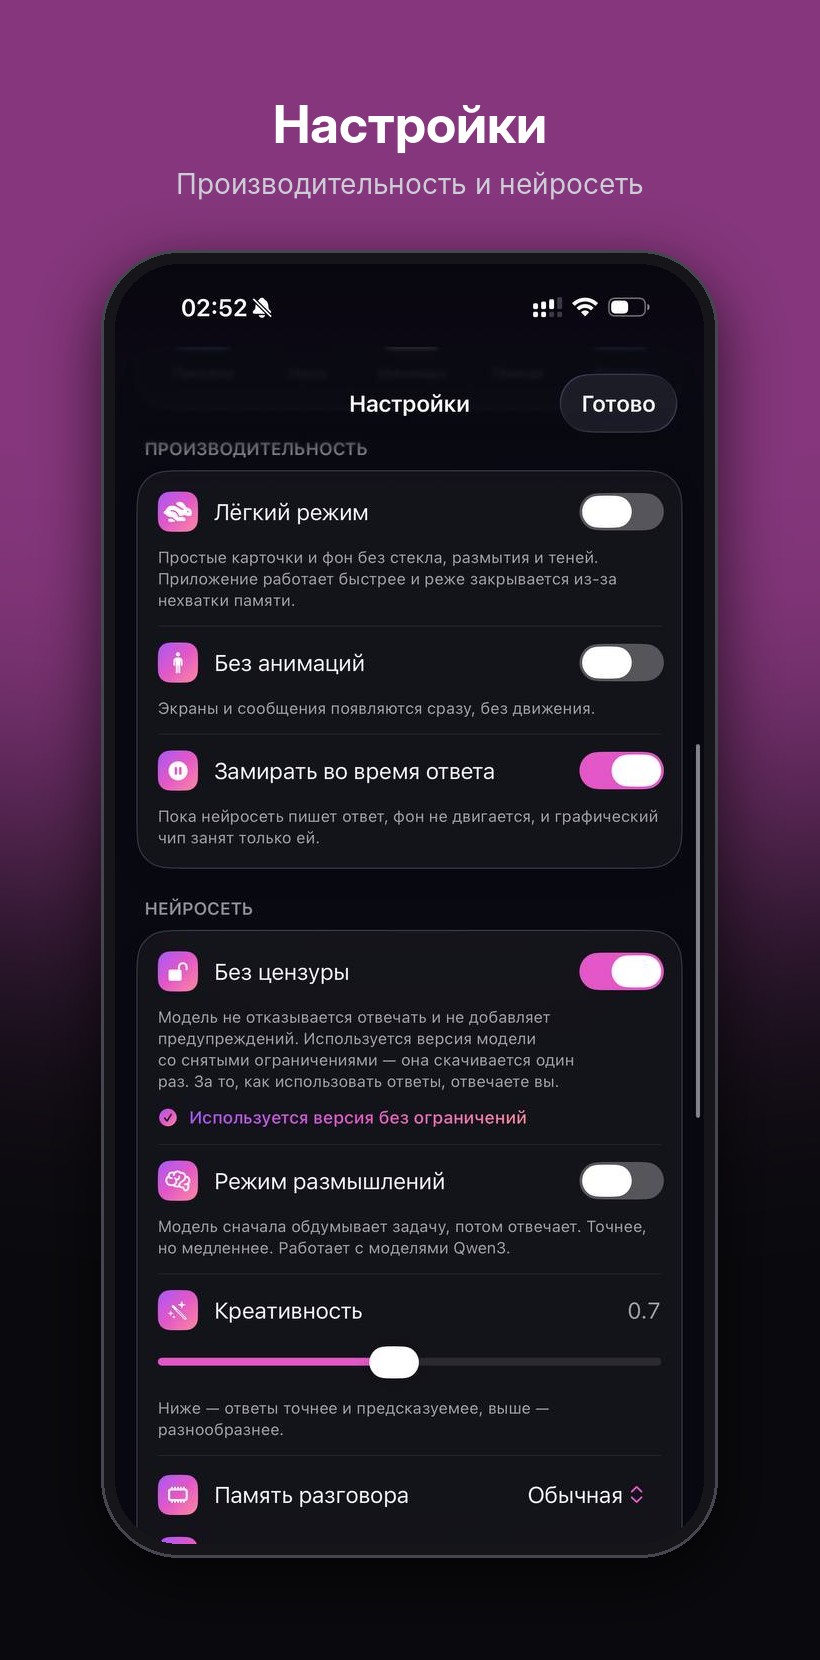 Настройки
Производительность и нейросеть
02:52
Настройки
Готово
ПРОИЗВОДИТЕЛЬНОСТЬ
Лёгкий режим
Простые карточки и фон без стекла, размытия и теней.
Приложение работает быстрее и реже закрывается из-за
нехватки памяти.
Без анимаций
Экраны и сообщения появляются сразу, без движения.
Замирать во время ответа
Пока нейросеть пишет ответ, фон не двигается, и графический
чип занят только ей.
НЕЙРОСЕТЬ
Без цензуры
Модель не отказывается отвечать и не добавляет
предупреждений. Используется версия модели
со снятыми ограничениями — она скачивается один
раз. За то, как использовать ответы, отвечаете вы.
Используется версия без ограничений
Режим размышлений
Модель сначала обдумывает задачу, потом отвечает. Точнее,
но медленнее. Работает с моделями Qwen3.
Креативность
0.7
Ниже — ответы точнее и предсказуемее, выше —
разнообразнее.
Память разговора
Обычная